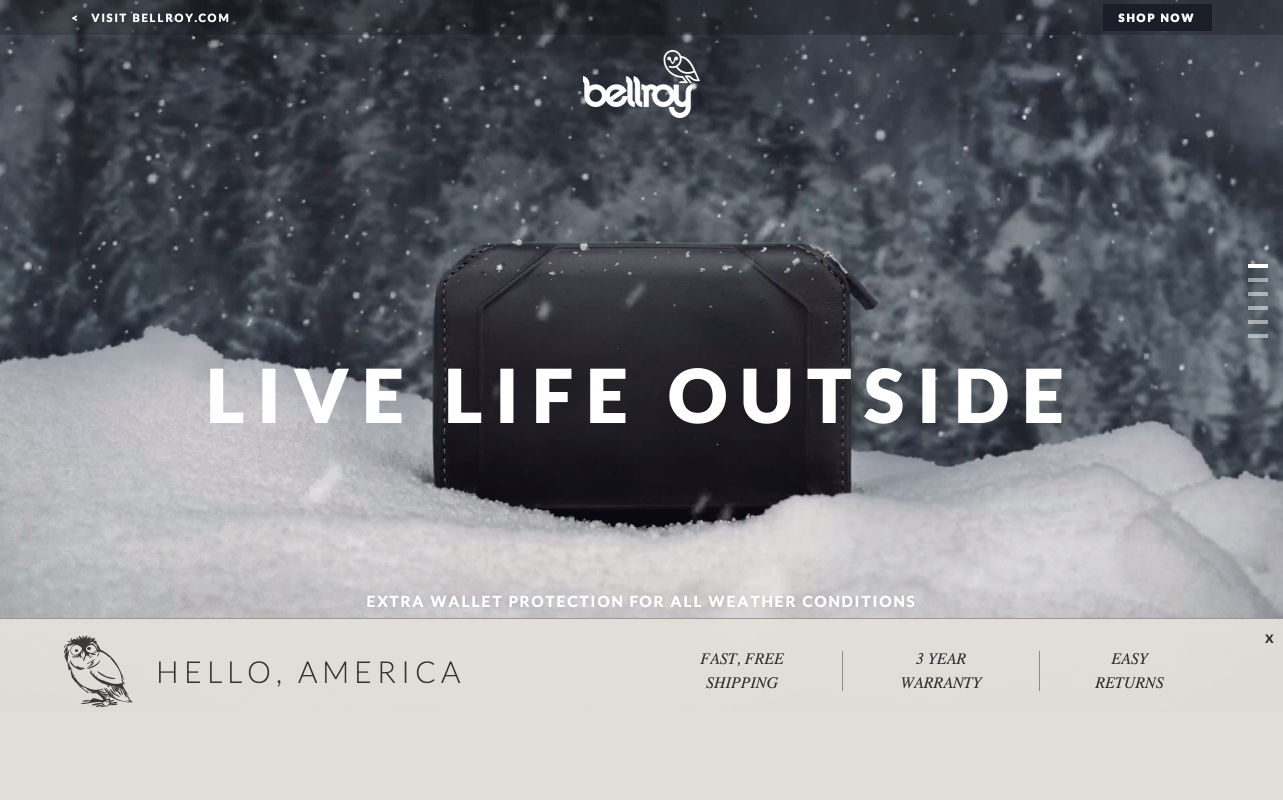 < VISIT BELLROY.COM
SHOP NOW
bellroy
LIVE LIFE OUTSIDE
EXTRA WALLET PROTECTION FOR ALL WEATHER CONDITIONS
X
HELLO, AMERICA
FAST, FREE
SHIPPING
3 YEAR
WARRANTY
EASY
RETURNS